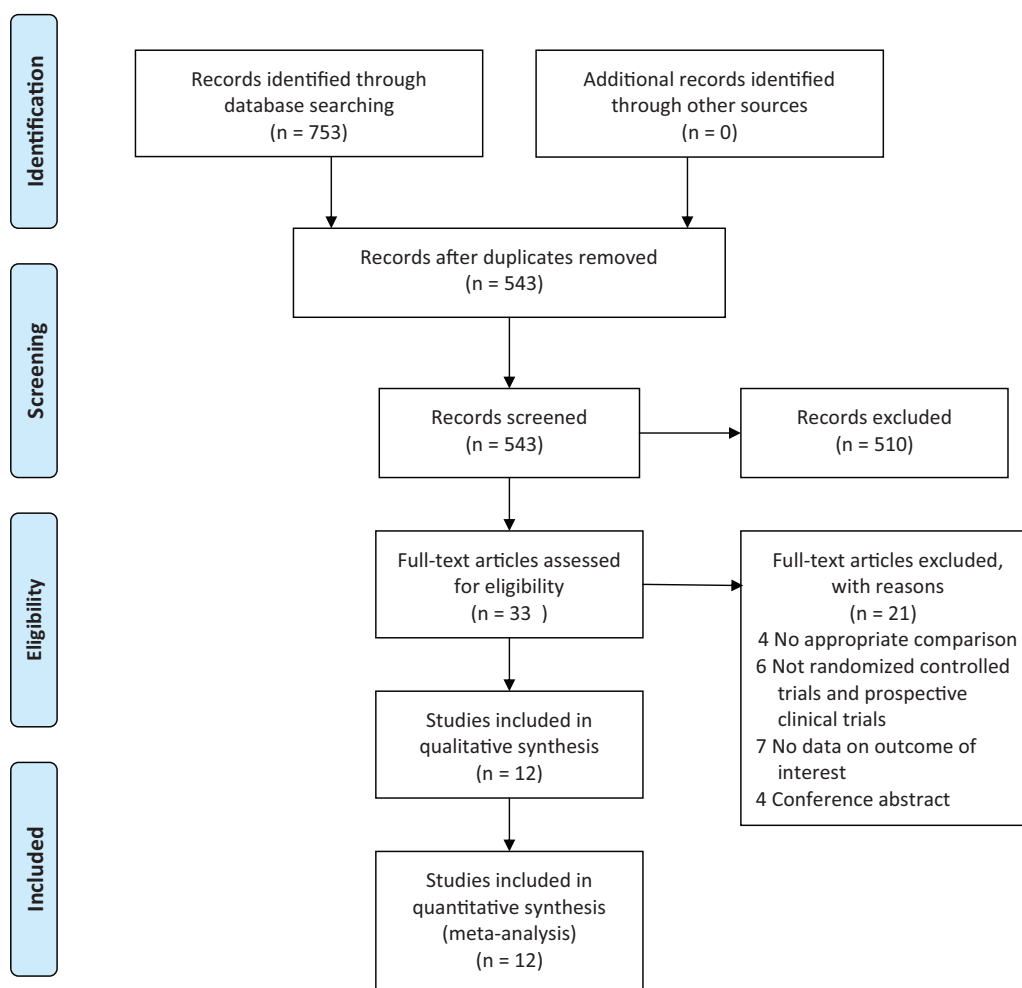 Identification
Records identified through
database searching
(n = 753)
Additional records identified
through other sources
(n = 0)
Records after duplicates removed
(n = 543)
Screening
Records screened
(n = 543)
Records excluded
(n = 510)
Eligibility
Full-text articles assessed
for eligibility
(n = 33 )
Full-text articles excluded,
with reasons
(n = 21)
4 No appropriate comparison
6 Not randomized controlled
trials and prospective
clinical trials
7 No data on outcome of
interest
4 Conference abstract
Studies included in
qualitative synthesis
(n = 12)
Included
Studies included in
quantitative synthesis
(meta-analysis)
(n = 12)